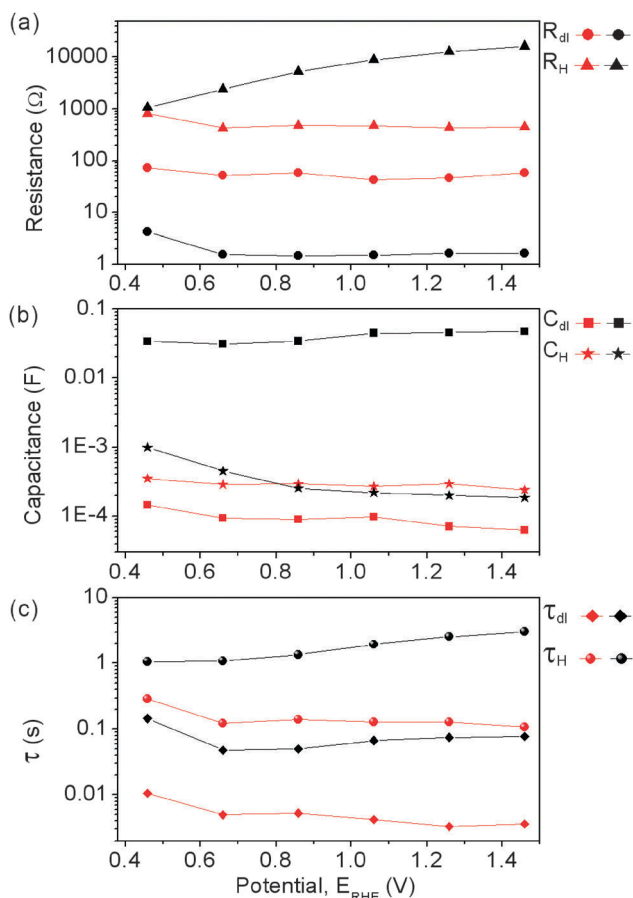 (a)
10000
1000
100
10
1
Resistance (Ω)
R_dl
R_H
0.4 0.6 0.8 1.0 1.2 1.4
(b)
0.1
0.01
1E-3
1E-4
Capacitance (F)
C_dl
C_H
0.4 0.6 0.8 1.0 1.2 1.4
(c)
10
1
0.1
0.01
τ (s)
τ_dl
τ_H
0.4 0.6 0.8 1.0 1.2 1.4
Potential, E_RHE (V)